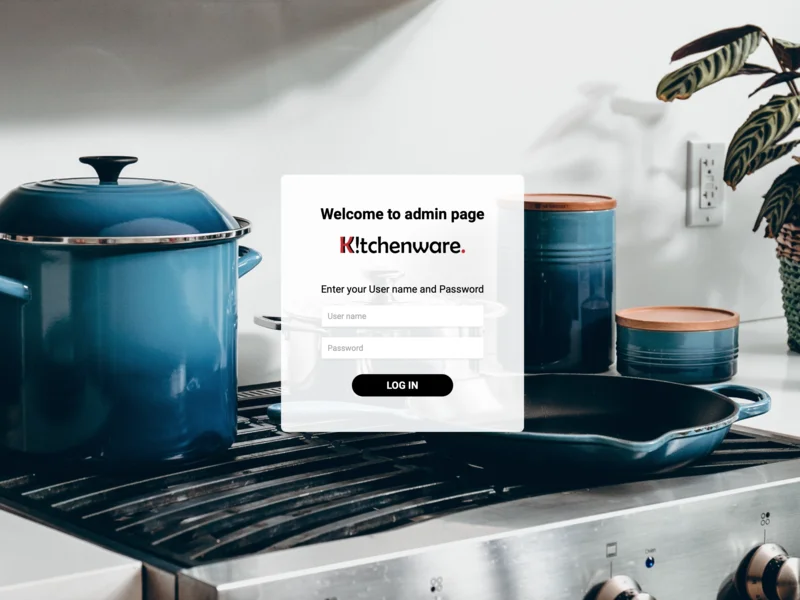 Welcome to admin page
K!tchenware.
Enter your User name and Password
User name
Password
LOG IN